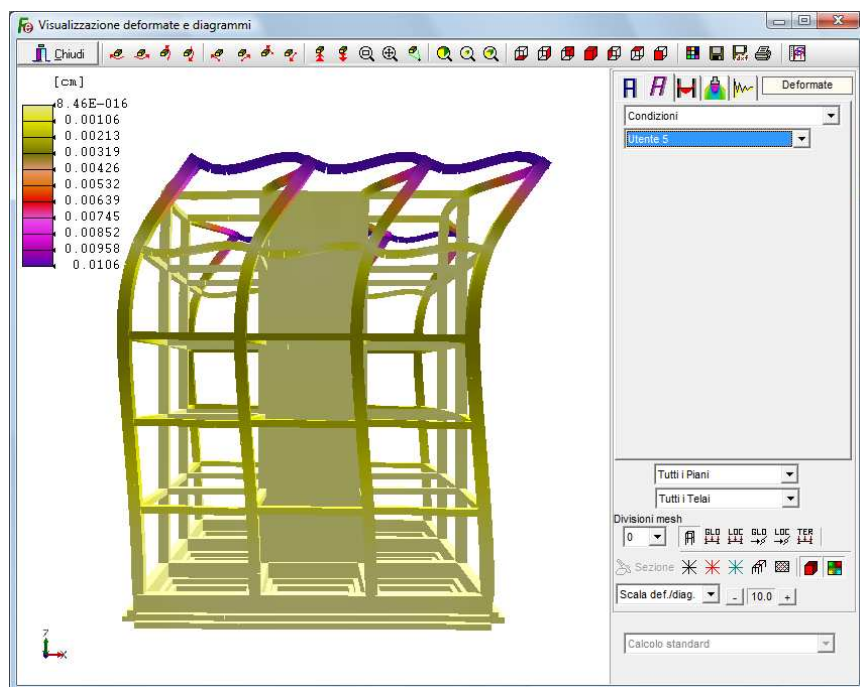 Visualizzazione deformate e diagrammi
Chiudi
[cm]
8.46E-016
0.00106
0.00213
0.00319
0.00426
0.00532
0.00639
0.00745
0.00852
0.00958
0.0106
Z
X
Deformate
Condizioni
Utente 5
Tutti i Piani
Tutti i Telai
Divisioni mesh
0
GLO LOC GLO LOC TER
Sezione
Scala def./diag.
- 10.0 +
Calcolo standard